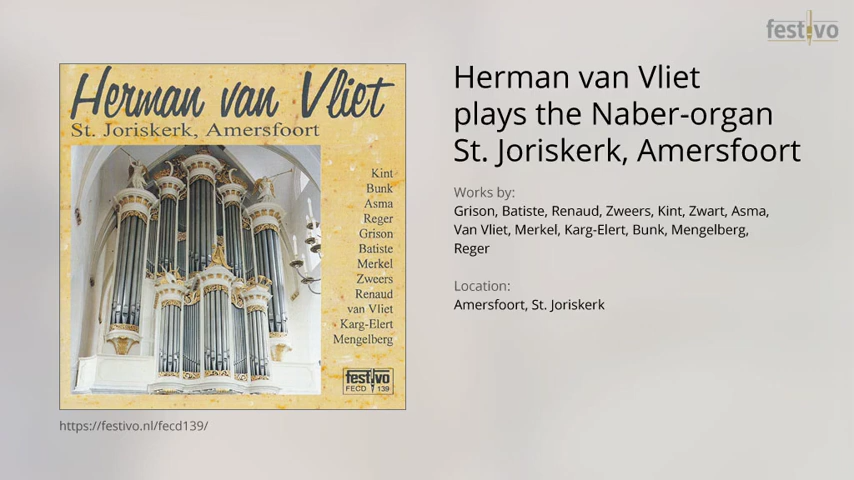 festivo
Herman van Vliet
St. Joriskerk, Amersfoort
Kint
Bunk
Asma
Reger
Grison
Batiste
Merkel
Zweers
Renaud
van Vliet
Karg-Elert
Mengelberg
festivo
FECD 139
https://festivo.nl/fecd139/
Herman van Vliet
plays the Naber-organ
St. Joriskerk, Amersfoort
Works by:
Grison, Batiste, Renaud, Zweers, Kint, Zwart, Asma,
Van Vliet, Merkel, Karg-Elert, Bunk, Mengelberg,
Reger
Location:
Amersfoort, St. Joriskerk